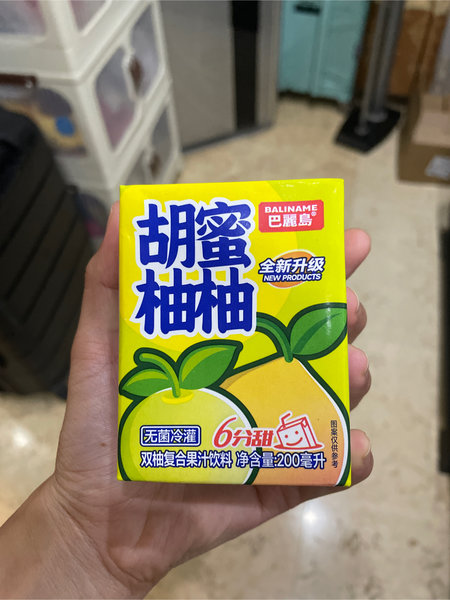 BALINAME
巴麗島®
胡蜜
柚柚
全新升级
NEW PRODUCTS
无菌冷灌
6分甜
图案仅供参考
双柚复合果汁饮料 净含量:200毫升